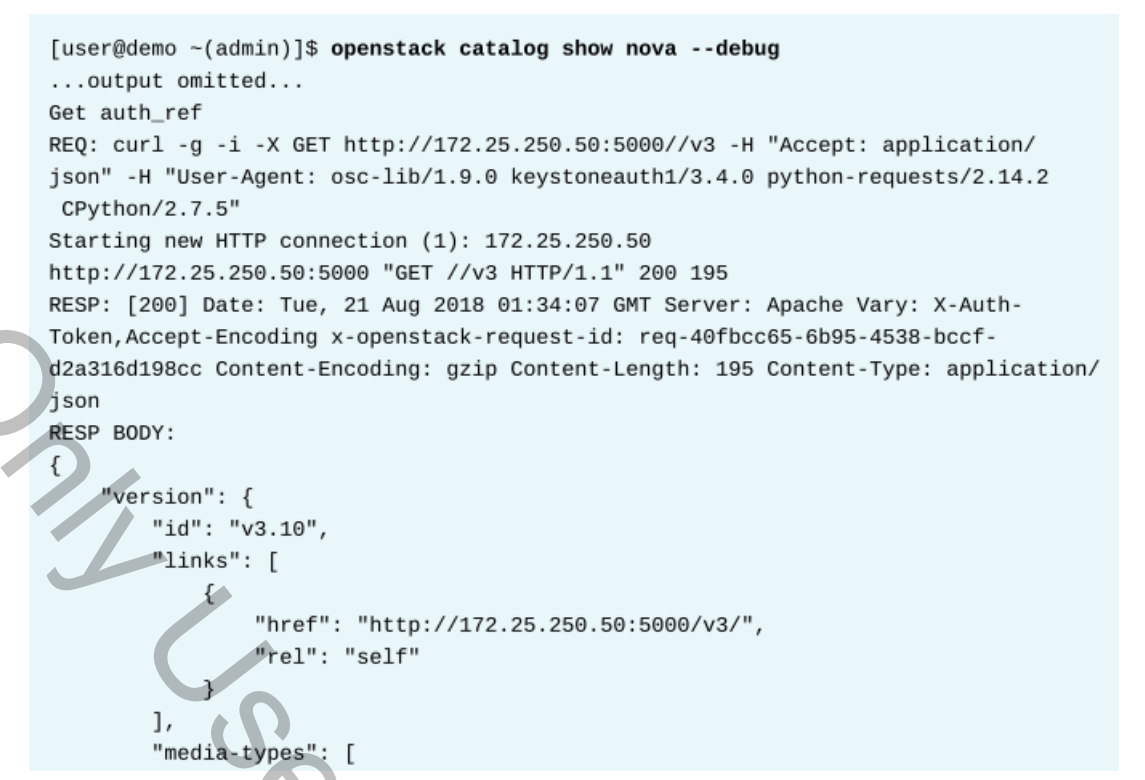 [user@demo ~(admin)]$ openstack catalog show nova --debug
...output omitted...
Get auth_ref
REQ: curl -g -i -X GET http://172.25.250.50:5000//v3 -H "Accept: application/
json" -H "User-Agent: osc-lib/1.9.0 keystoneauth1/3.4.0 python-requests/2.14.2
 CPython/2.7.5"
Starting new HTTP connection (1): 172.25.250.50
http://172.25.250.50:5000 "GET //v3 HTTP/1.1" 200 195
RESP: [200] Date: Tue, 21 Aug 2018 01:34:07 GMT Server: Apache Vary: X-Auth-
Token,Accept-Encoding x-openstack-request-id: req-40fbcc65-6b95-4538-bccf-
d2a316d198cc Content-Encoding: gzip Content-Length: 195 Content-Type: application/
json
RESP BODY:
{
    "version": {
        "id": "v3.10",
        "links": [
            {
                "href": "http://172.25.250.50:5000/v3/",
                "rel": "self"
            }
        ],
        "media-types": [
Only Use